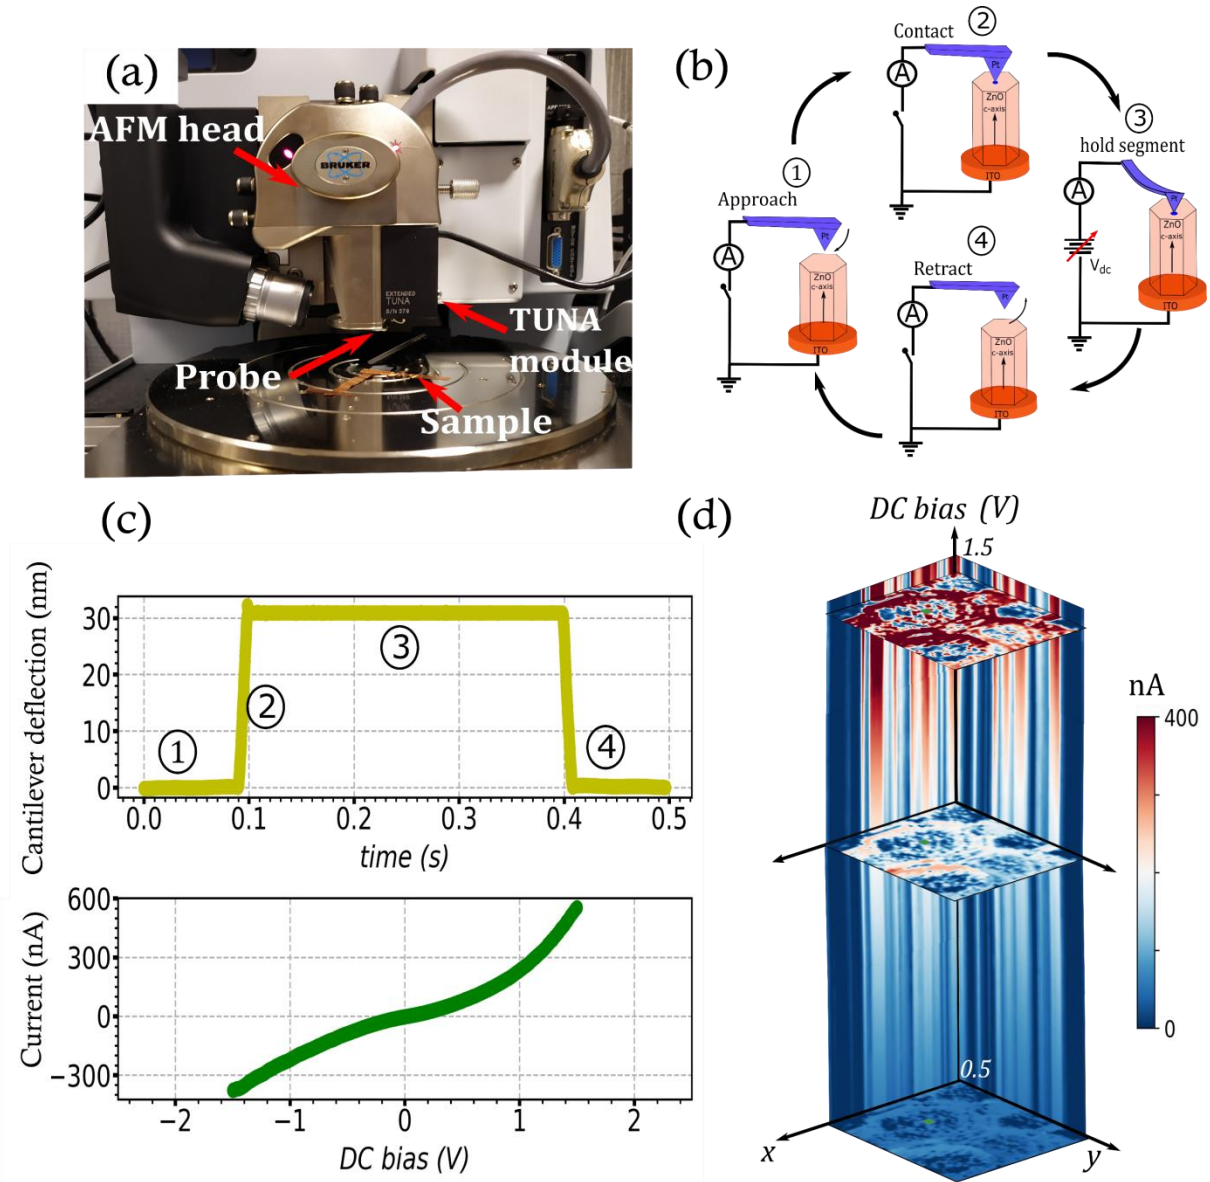 (a)
AFM head
BRUKER
EXTENDED
TUNA
S/N 378
TUNA
module
Probe
Sample
(b)
① Approach
A
Pt
ZnO
c-axis
ITO
② Contact
A
Pt
ZnO
c-axis
ITO
③ hold segment
A
Pt
ZnO
c-axis
V_dc
ITO
④ Retract
A
Pt
ZnO
c-axis
ITO
(c)
Cantilever deflection (nm)
30
20
10
0
①
②
③
④
0.0 0.1 0.2 0.3 0.4 0.5
time (s)
Current (nA)
600
300
0
−300
−2 −1 0 1 2
DC bias (V)
(d)
DC bias (V)
1.5
0.5
x
y
nA
400
0